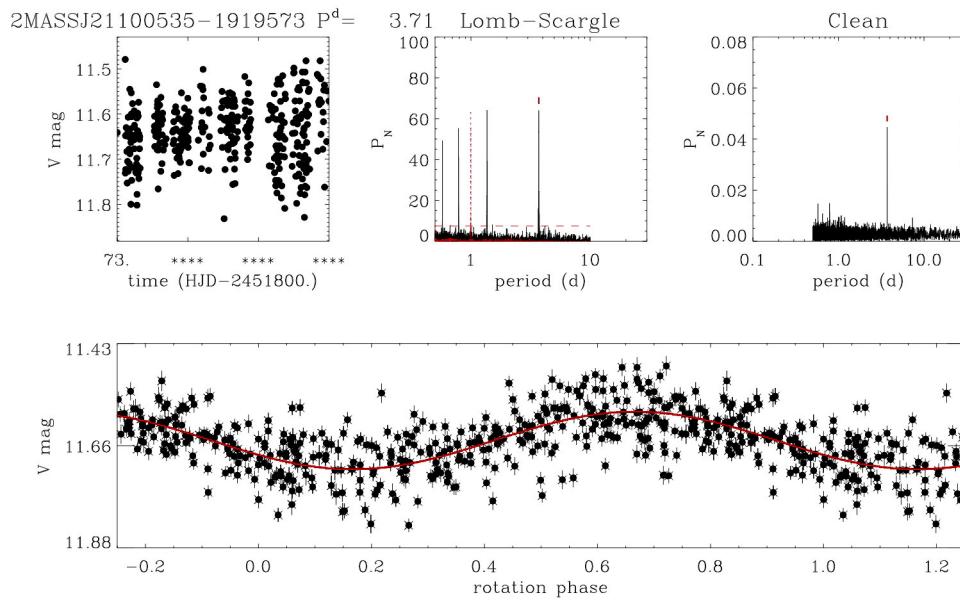 2MASSJ21100535-1919573 P^d= 3.71 Lomb-Scargle Clean
11.5
11.6
11.7
11.8
V mag
73. **** **** ****
time (HJD-2451800.)
100
80
60
40
20
0
P_N
1 10
period (d)
0.08
0.06
0.04
0.02
0.00
P_N
0.1 1.0 10.0
period (d)
P_N
11.43
11.66
11.88
V mag
-0.2 0.0 0.2 0.4 0.6 0.8 1.0 1.2
rotation phase